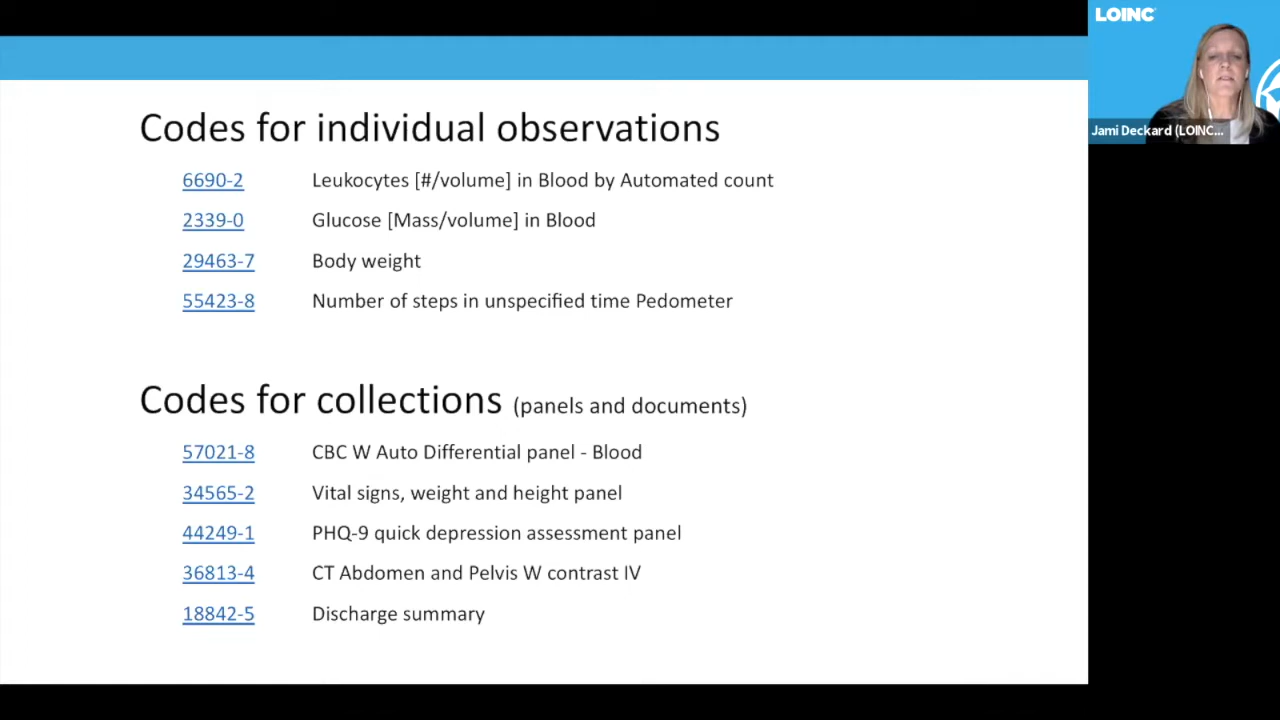 LOINC
Jami Deckard (LOINC...
Codes for individual observations
6690-2 Leukocytes [#/volume] in Blood by Automated count
2339-0 Glucose [Mass/volume] in Blood
29463-7 Body weight
55423-8 Number of steps in unspecified time Pedometer
Codes for collections (panels and documents)
57021-8 CBC W Auto Differential panel - Blood
34565-2 Vital signs, weight and height panel
44249-1 PHQ-9 quick depression assessment panel
36813-4 CT Abdomen and Pelvis W contrast IV
18842-5 Discharge summary